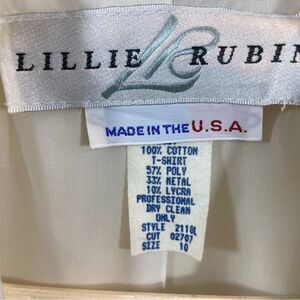 LILLIE RUBIN
MADE IN THE U.S.A.
100% COTTON
T-SHIRT
57% POLY
33% METAL
10% LYCRA
PROFESSIONAL
DRY CLEAN
ONLY
STYLE 2118L
CUT 02707
SIZE 10